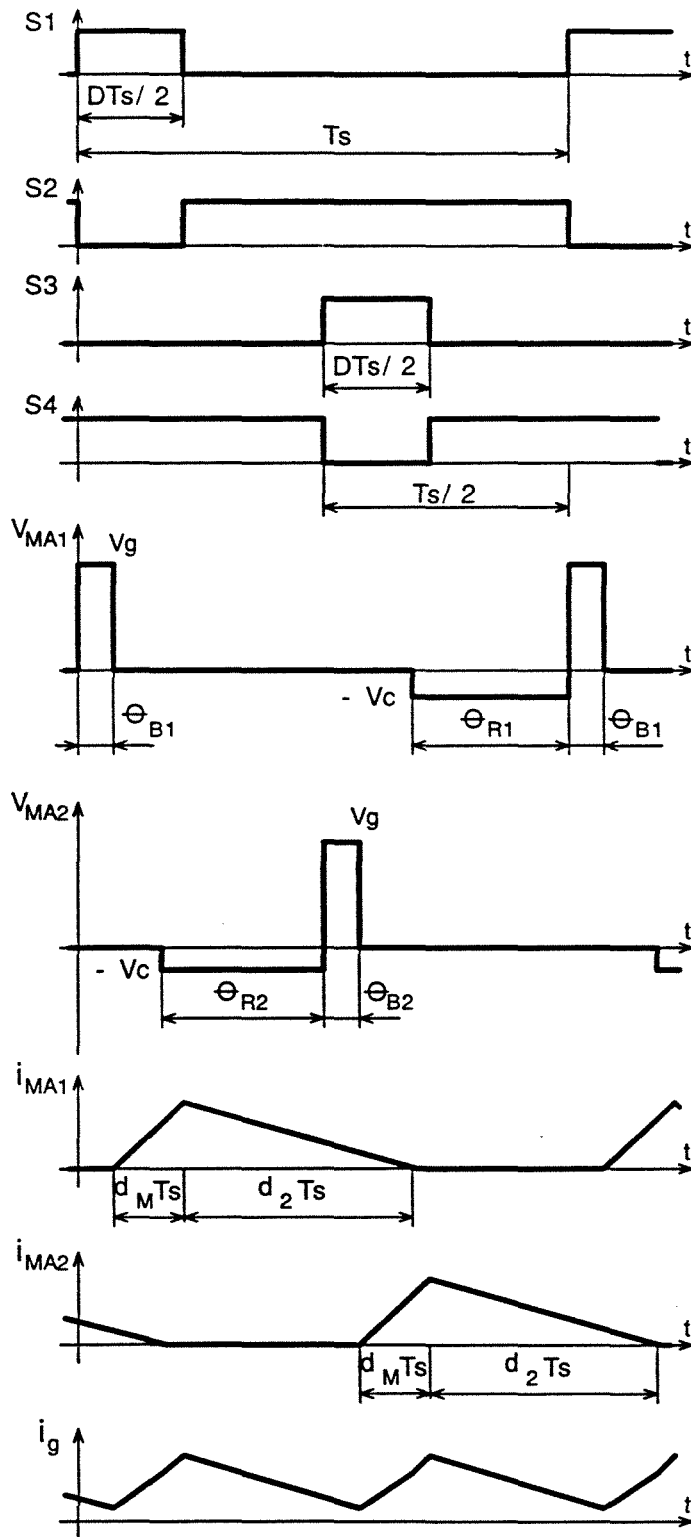 S1
t
DTs/ 2
Ts
S2
t
S3
t
DTs/ 2
S4
t
Ts/ 2
V_MA1
Vg
t
- Vc
Θ_B1
Θ_R1
Θ_B1
V_MA2
Vg
t
- Vc
Θ_R2
Θ_B2
i_MA1
t
d_M Ts
d_2 Ts
i_MA2
t
d_M Ts
d_2 Ts
i_g
t